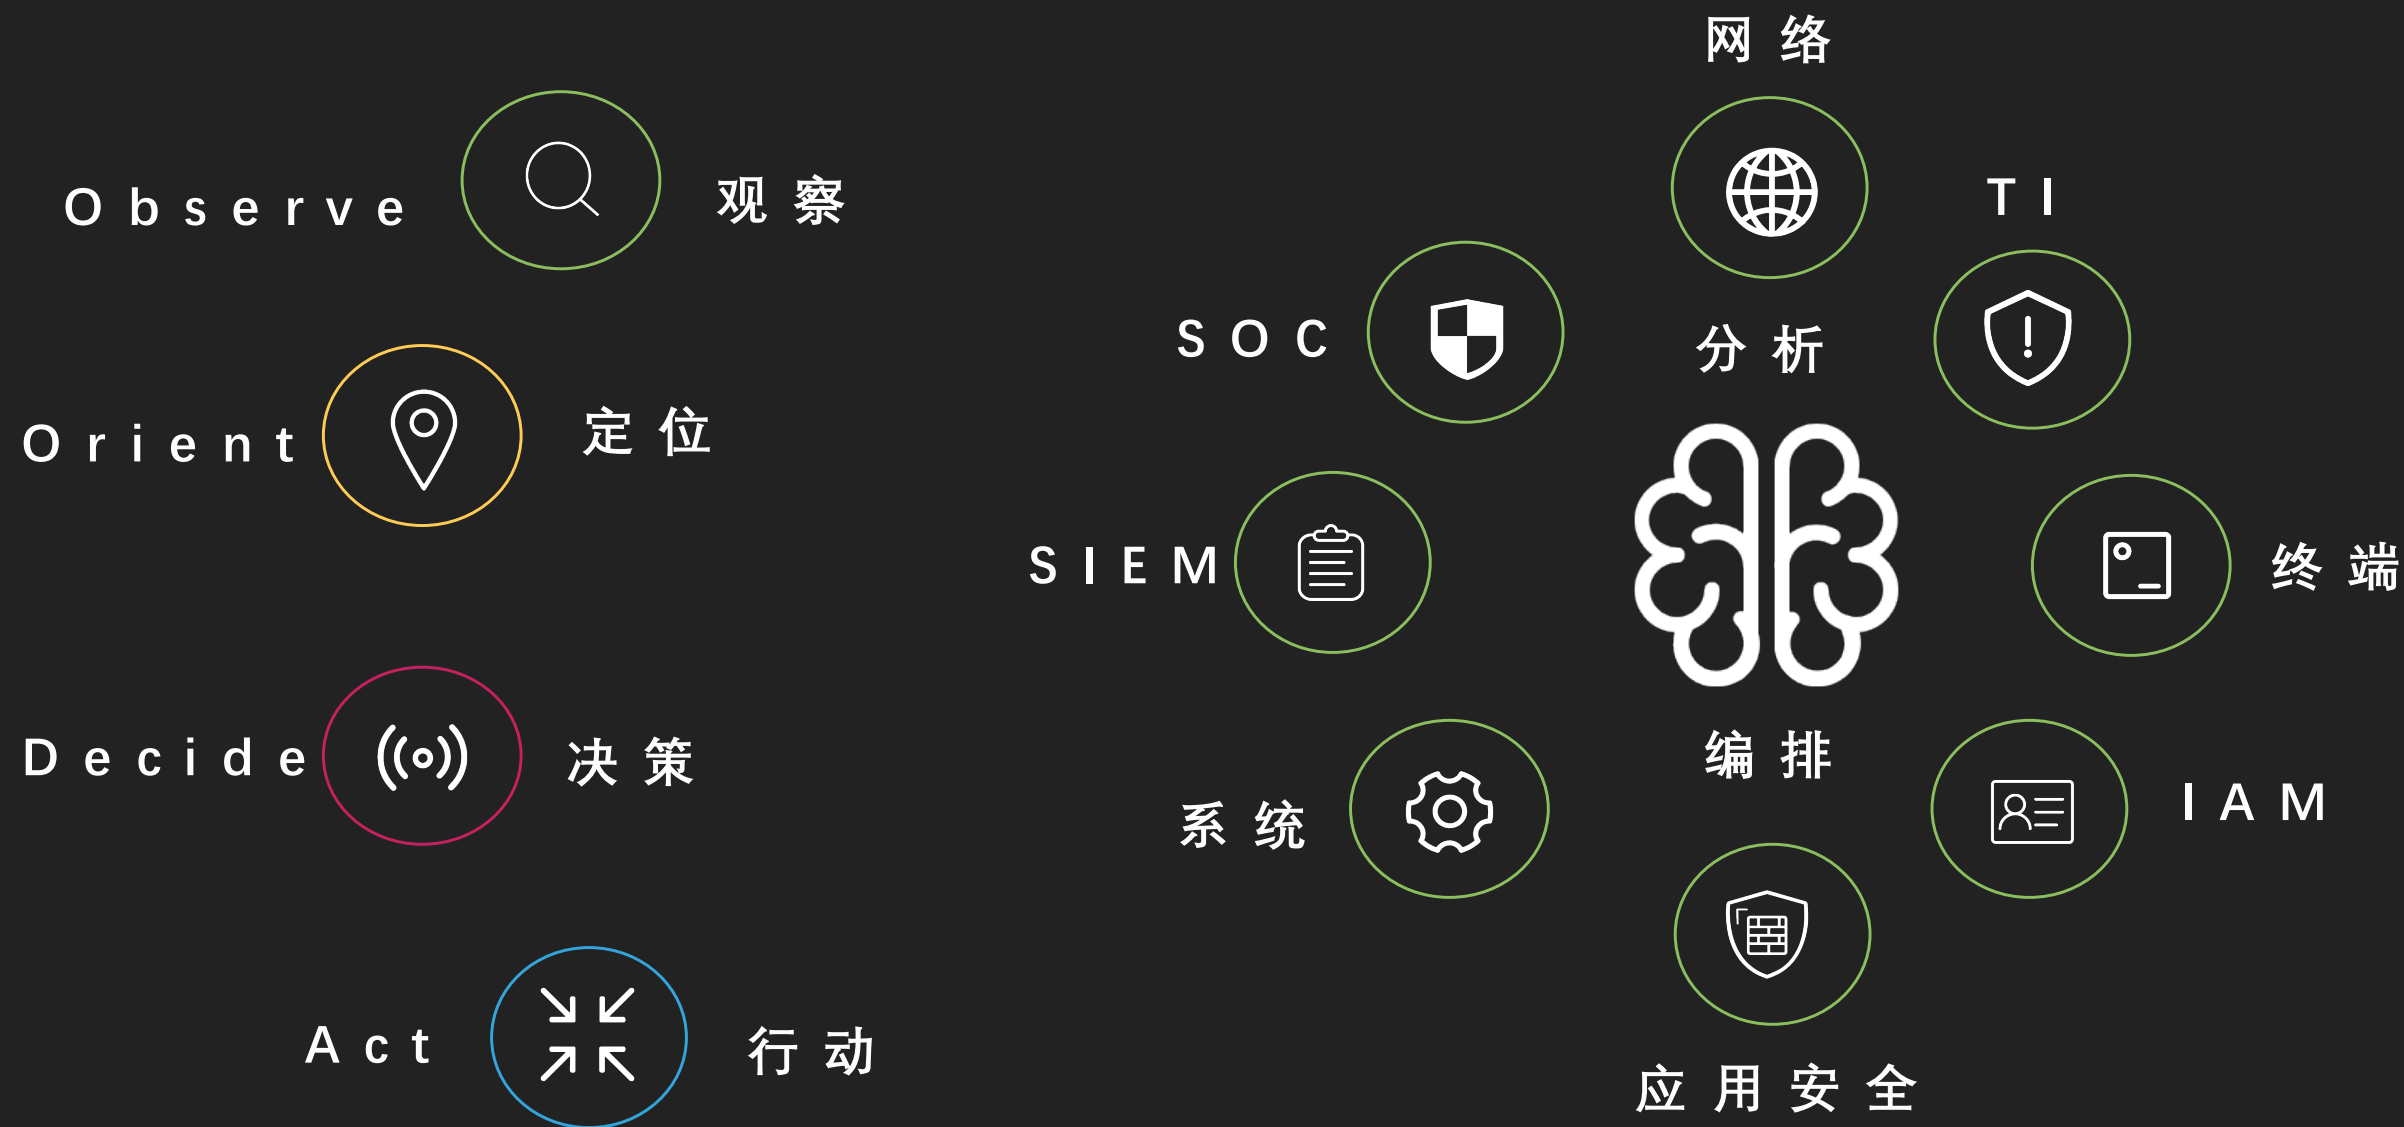 Observe
观察
Orient
定位
Decide
决策
Act
行动
网络
TI
SOC
分析
SIEM
终端
编排
系统
IAM
应用安全